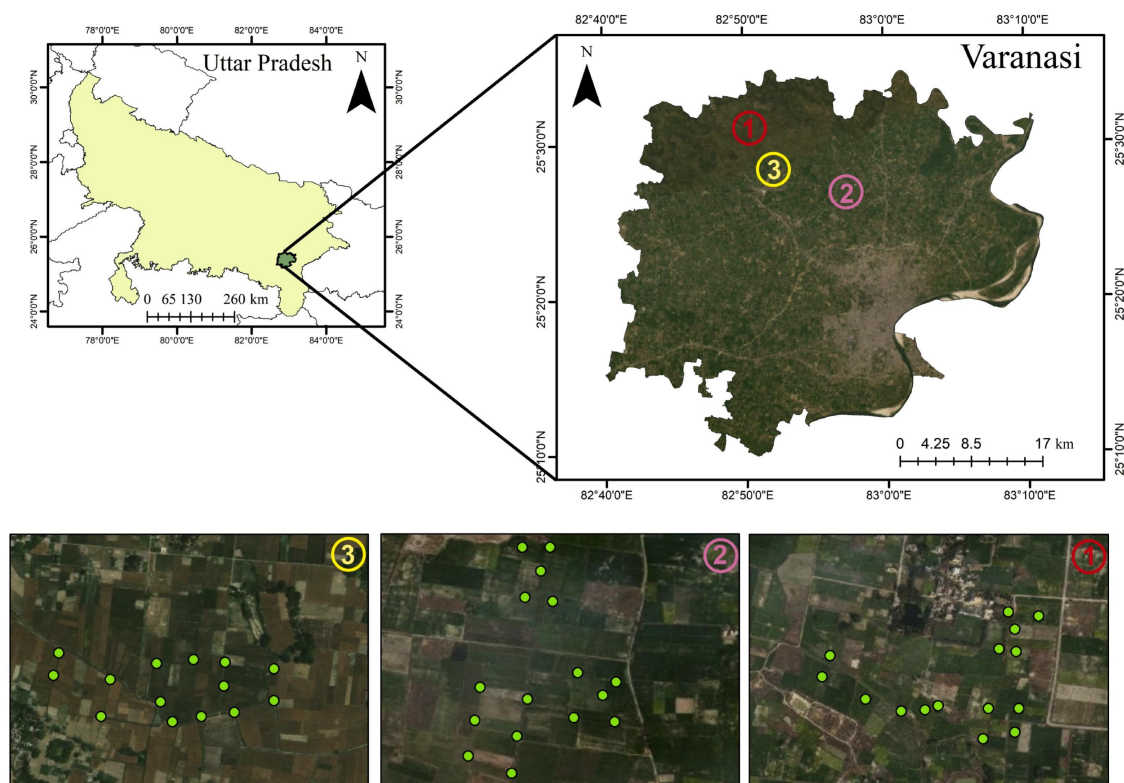 78°0'0"E 80°0'0"E 82°0'0"E 84°0'0"E
Uttar Pradesh
N
30°0'0"N
28°0'0"N
26°0'0"N
24°0'0"N
30°0'0"N
28°0'0"N
26°0'0"N
24°0'0"N
0 65 130 260 km
78°0'0"E 80°0'0"E 82°0'0"E 84°0'0"E
82°40'0"E 82°50'0"E 83°0'0"E 83°10'0"E
N
Varanasi
1
3
2
25°30'0"N
25°20'0"N
25°10'0"N
25°30'0"N
25°20'0"N
25°10'0"N
0 4.25 8.5 17 km
82°40'0"E 82°50'0"E 83°0'0"E 83°10'0"E
3
2
1